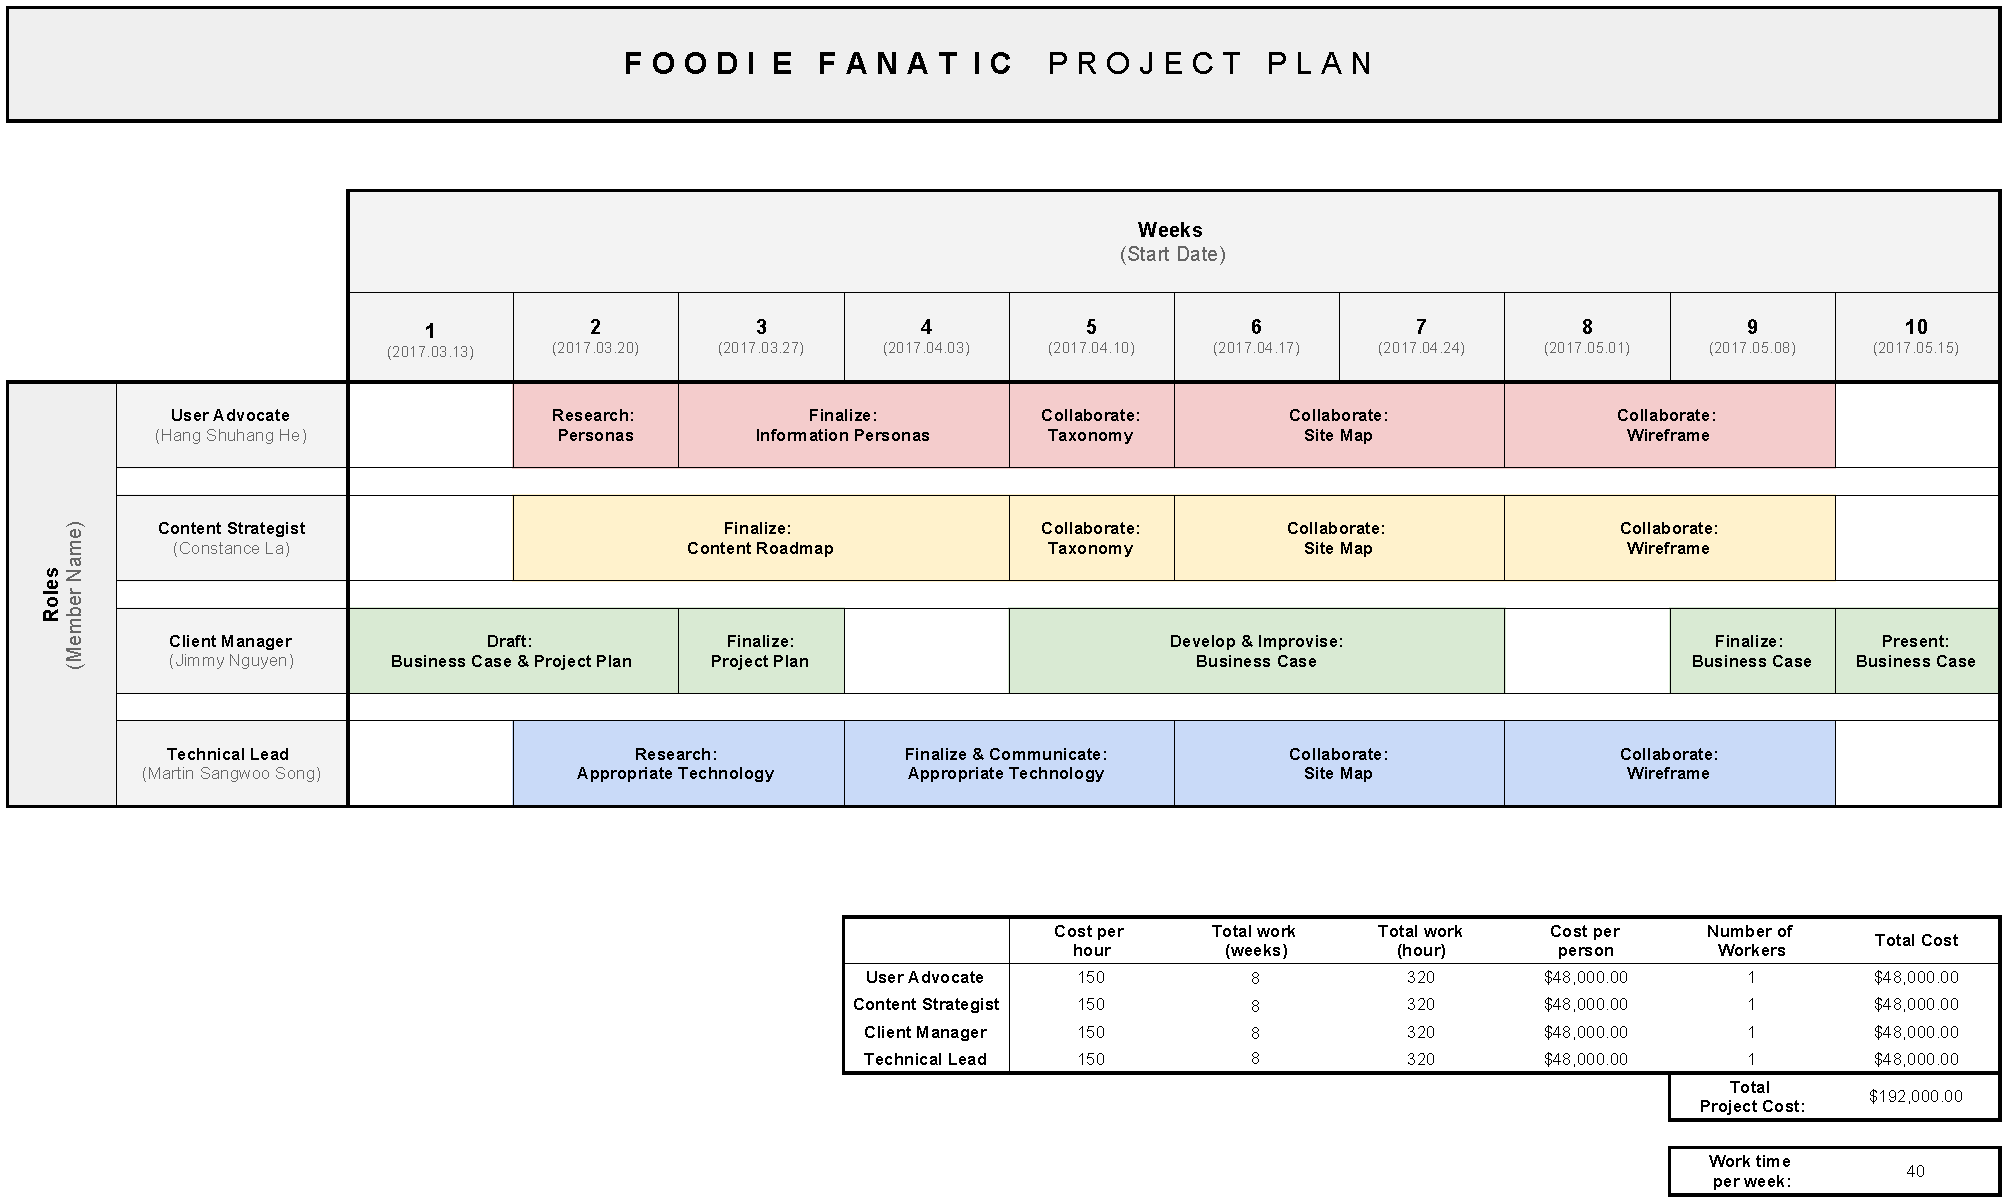 FOODIE FANATIC PROJECT PLAN
Weeks
(Start Date)
1
(2017.03.13)
2
(2017.03.20)
3
(2017.03.27)
4
(2017.04.03)
5
(2017.04.10)
6
(2017.04.17)
7
(2017.04.24)
8
(2017.05.01)
9
(2017.05.08)
10
(2017.05.15)
Roles
(Member Name)
User Advocate
(Hang Shuhang He)
Research:
Personas
Finalize:
Information Personas
Collaborate:
Taxonomy
Collaborate:
Site Map
Collaborate:
Wireframe
Content Strategist
(Constance La)
Finalize:
Content Roadmap
Collaborate:
Taxonomy
Collaborate:
Site Map
Collaborate:
Wireframe
Client Manager
(Jimmy Nguyen)
Draft:
Business Case & Project Plan
Finalize:
Project Plan
Develop & Improvise:
Business Case
Finalize:
Business Case
Present:
Business Case
Technical Lead
(Martin Sangwoo Song)
Research:
Appropriate Technology
Finalize & Communicate:
Appropriate Technology
Collaborate:
Site Map
Collaborate:
Wireframe
Cost per
hour
Total work
(weeks)
Total work
(hour)
Cost per
person
Number of
Workers
Total Cost
User Advocate 150 8 320 $48,000.00 1 $48,000.00
Content Strategist 150 8 320 $48,000.00 1 $48,000.00
Client Manager 150 8 320 $48,000.00 1 $48,000.00
Technical Lead 150 8 320 $48,000.00 1 $48,000.00
Total
Project Cost:
$192,000.00
Work time
per week:
40